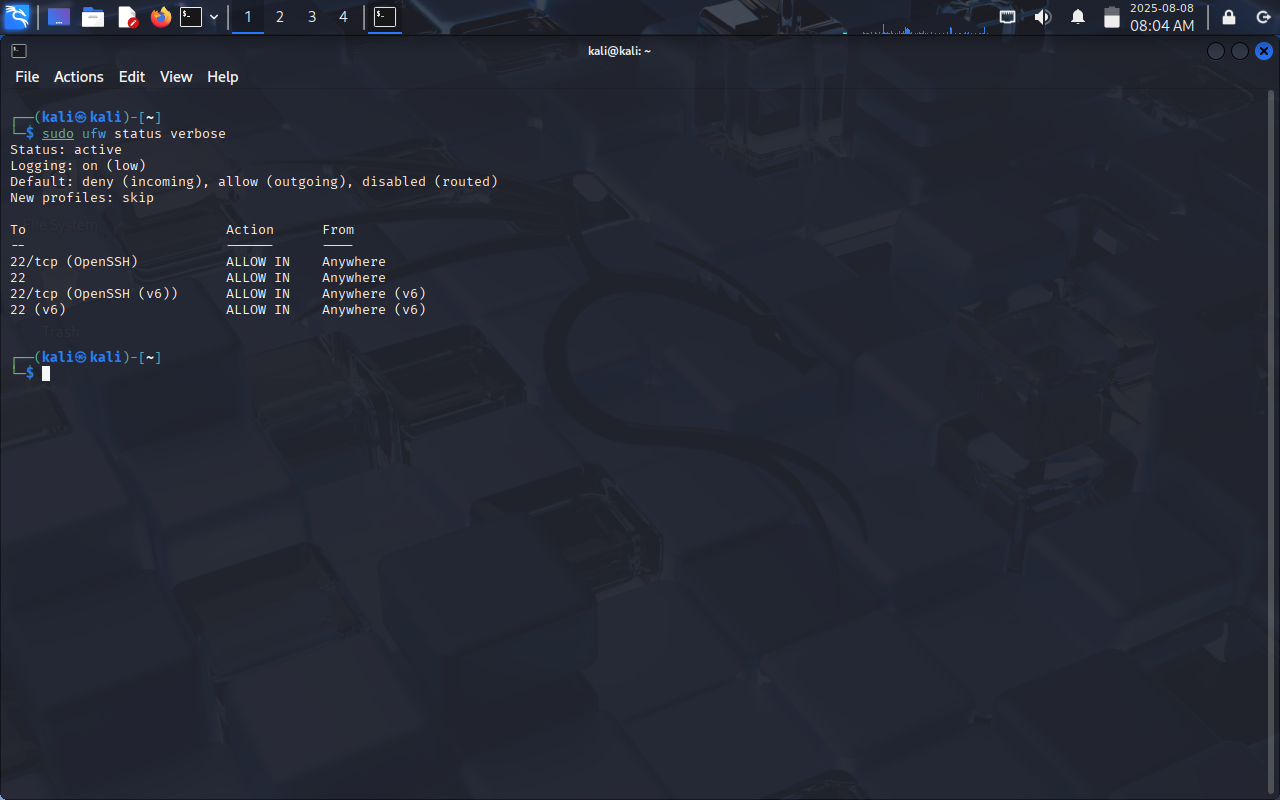 1 2 3 4
2025-08-08
08:04 AM
kali@kali: ~
File Actions Edit View Help
┌──(kali㉿kali)-[~]
└─$ sudo ufw status verbose
Status: active
Logging: on (low)
Default: deny (incoming), allow (outgoing), disabled (routed)
New profiles: skip
File System
To                         Action      From
--                         ------      ----
22/tcp (OpenSSH)           ALLOW IN    Anywhere
22                         ALLOW IN    Anywhere
22/tcp (OpenSSH (v6))      ALLOW IN    Anywhere (v6)
22 (v6)                    ALLOW IN    Anywhere (v6)
Trash
┌──(kali㉿kali)-[~]
└─$